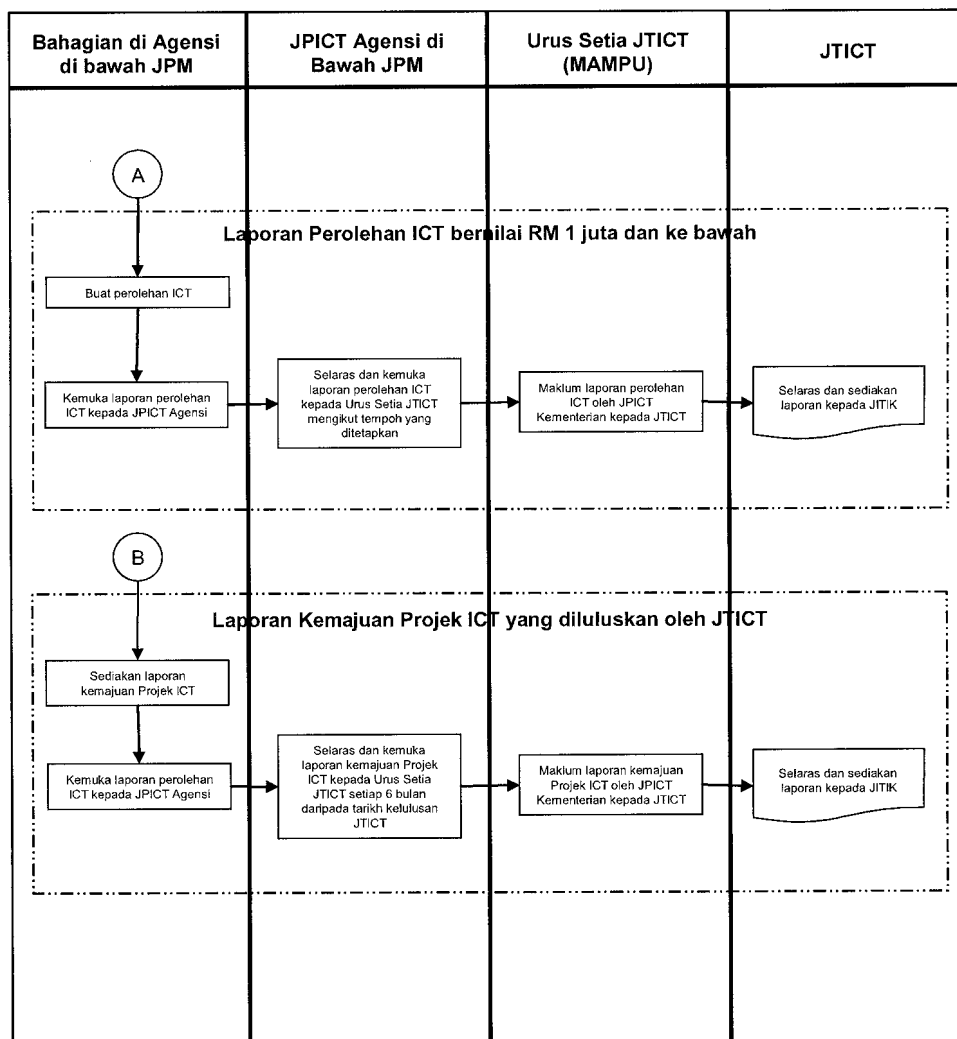 Bahagian di Agensi
di bawah JPM
JPICT Agensi di
Bawah JPM
Urus Setia JTICT
(MAMPU)
JTICT
A
Laporan Perolehan ICT bernilai RM 1 juta dan ke bawah
Buat perolehan ICT
Kemuka laporan perolehan
ICT kepada JPICT Agensi
Selaras dan kemuka
laporan perolehan ICT
kepada Urus Setia JTICT
mengikut tempoh yang
ditetapkan
Maklum laporan perolehan
ICT oleh JPICT
Kementerian kepada JTICT
Selaras dan sediakan
laporan kepada JITIK
B
Laporan Kemajuan Projek ICT yang diluluskan oleh JTICT
Sediakan laporan
kemajuan Projek ICT
Kemuka laporan perolehan
ICT kepada JPICT Agensi
Selaras dan kemuka
laporan kemajuan Projek
ICT kepada Urus Setia
JTICT setiap 6 bulan
daripada tarikh kelulusan
JTICT
Maklum laporan kemajuan
Projek ICT oleh JPICT
Kementerian kepada JTICT
Selaras dan sediakan
laporan kepada JITIK